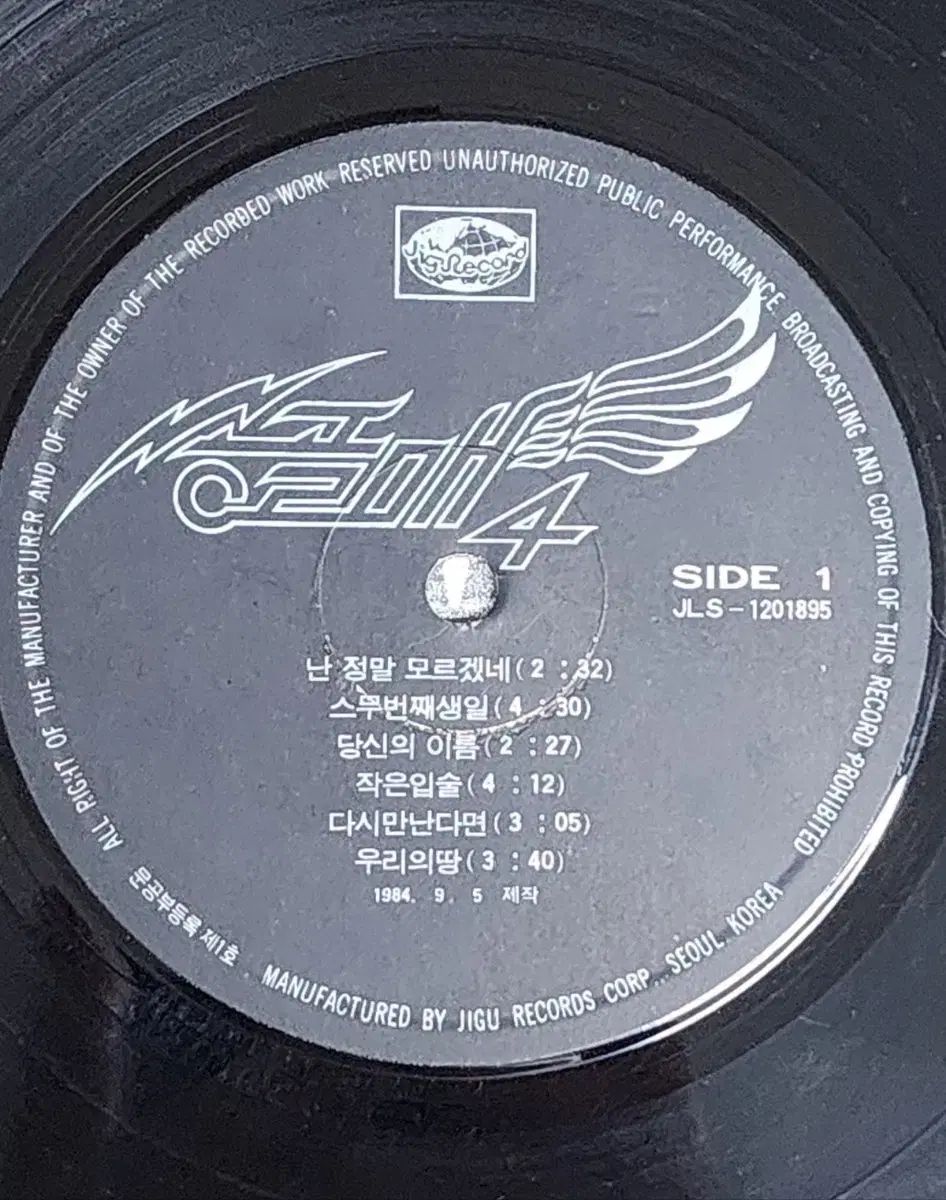 ALL RIGHT OF THE MANUFACTURER AND OF THE OWNER OF THE RECORDED WORK RESERVED UNAUTHORIZED PUBLIC PERFORMANCE. BROADCASTING AND COPYING OF THIS RECORD PROHIBITED
Jigu Record
송골매 4
SIDE 1
JLS-1201895
난 정말 모르겠네(2 : 32)
스무번째생일(4 : 30)
당신의 이름(2 : 27)
작은입술(4 : 12)
다시만난다면(3 : 05)
우리의땅(3 : 40)
1984. 9. 5 제작
문공부등록 제1호. MANUFACTURED BY JIGU RECORDS CORP., SEOUL KOREA